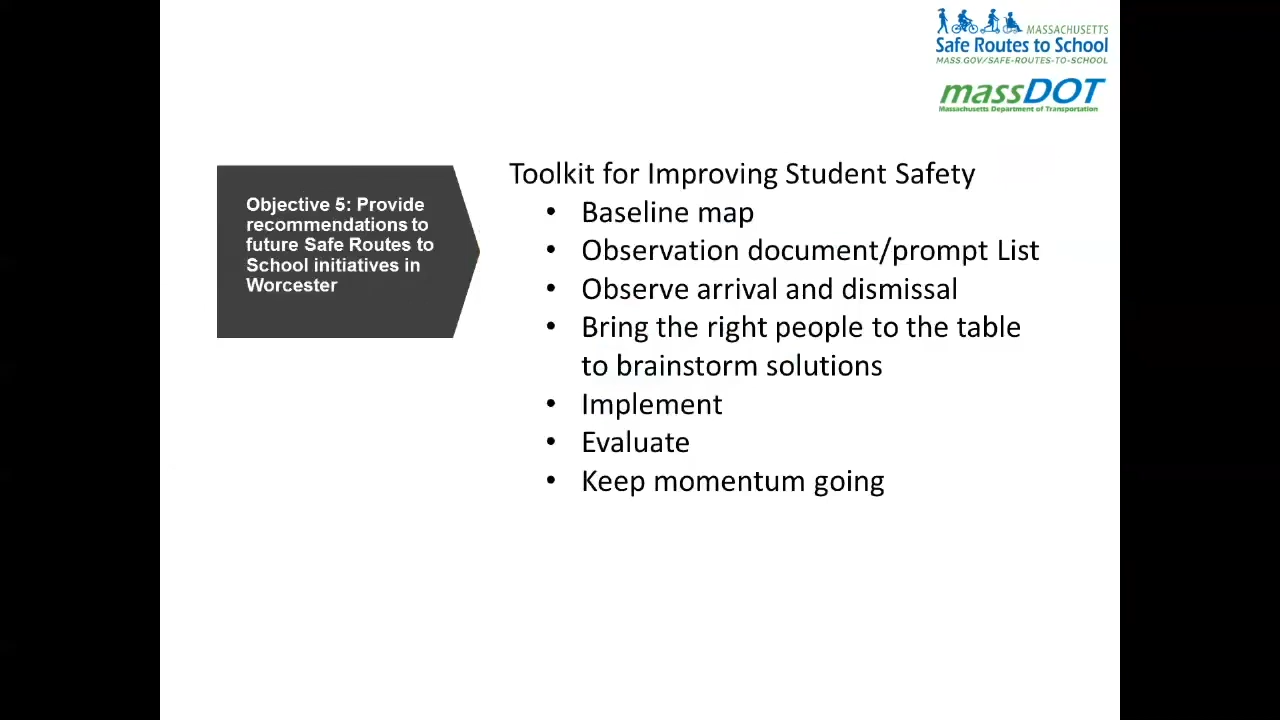 MASSACHUSETTS
Safe Routes to School
MASS.GOV/SAFE-ROUTES-TO-SCHOOL
massDOT
Massachusetts Department of Transportation
Objective 5: Provide
recommendations to
future Safe Routes to
School initiatives in
Worcester
Toolkit for Improving Student Safety
• Baseline map
• Observation document/prompt List
• Observe arrival and dismissal
• Bring the right people to the table
to brainstorm solutions
• Implement
• Evaluate
• Keep momentum going